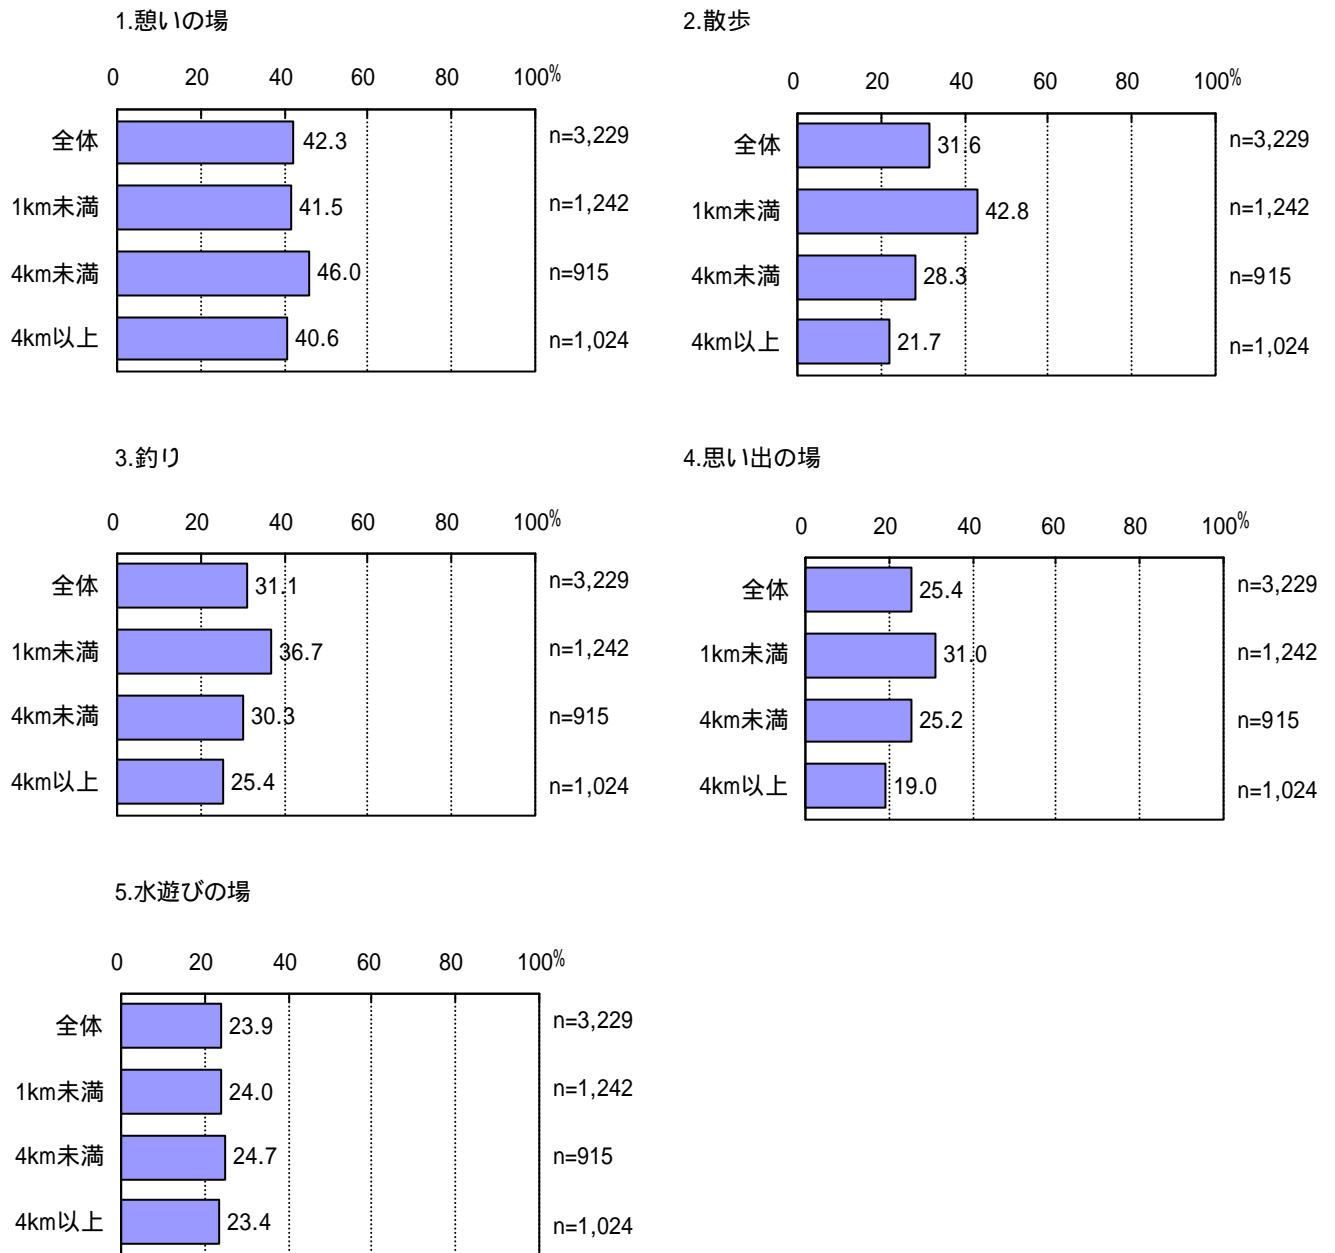 1.憩いの場
0 20 40 60 80 100%
全体 42.3 n=3,229
1km未満 41.5 n=1,242
4km未満 46.0 n=915
4km以上 40.6 n=1,024
2.散歩
0 20 40 60 80 100%
全体 31.6 n=3,229
1km未満 42.8 n=1,242
4km未満 28.3 n=915
4km以上 21.7 n=1,024
3.釣り
0 20 40 60 80 100%
全体 31.1 n=3,229
1km未満 36.7 n=1,242
4km未満 30.3 n=915
4km以上 25.4 n=1,024
4.思い出の場
0 20 40 60 80 100%
全体 25.4 n=3,229
1km未満 31.0 n=1,242
4km未満 25.2 n=915
4km以上 19.0 n=1,024
5.水遊びの場
0 20 40 60 80 100%
全体 23.9 n=3,229
1km未満 24.0 n=1,242
4km未満 24.7 n=915
4km以上 23.4 n=1,024